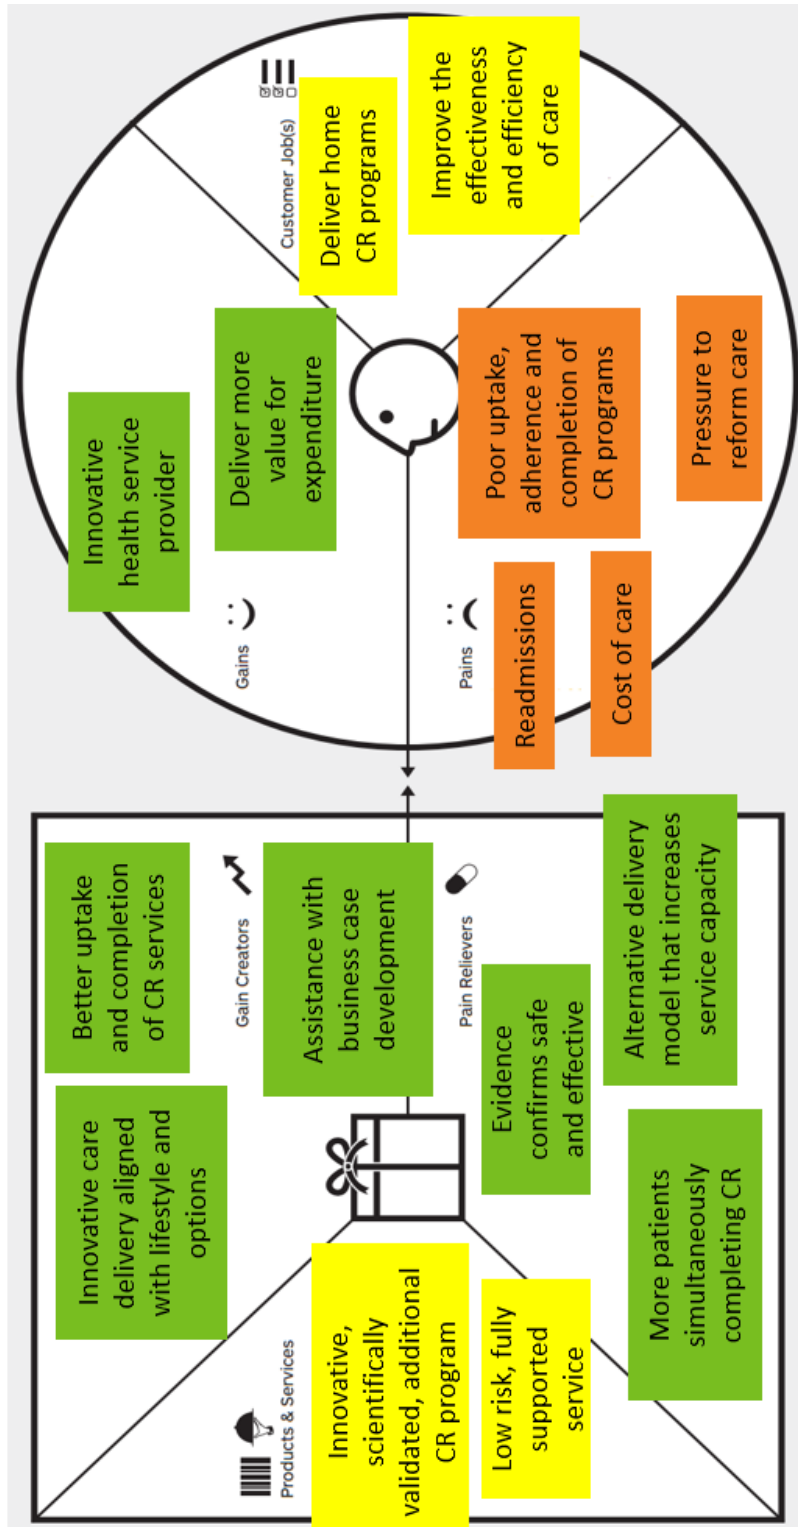 Products & Services
Innovative,
scientifically
validated, additional
CR program
Low risk, fully
supported
service
Innovative care
delivery aligned
with lifestyle and
options
Better uptake
and completion
of CR services
Gain Creators
Assistance with
business case
development
Pain Relievers
Evidence
confirms safe
and effective
More patients
simultaneously
completing CR
Alternative delivery
model that increases
service capacity
Gains
Innovative
health service
provider
Deliver more
value for
expenditure
Pains
Readmissions
Cost of care
Poor uptake,
adherence and
completion of
CR programs
Pressure to
reform care
Customer Job(s)
Deliver home
CR programs
Improve the
effectiveness
and efficiency
of care